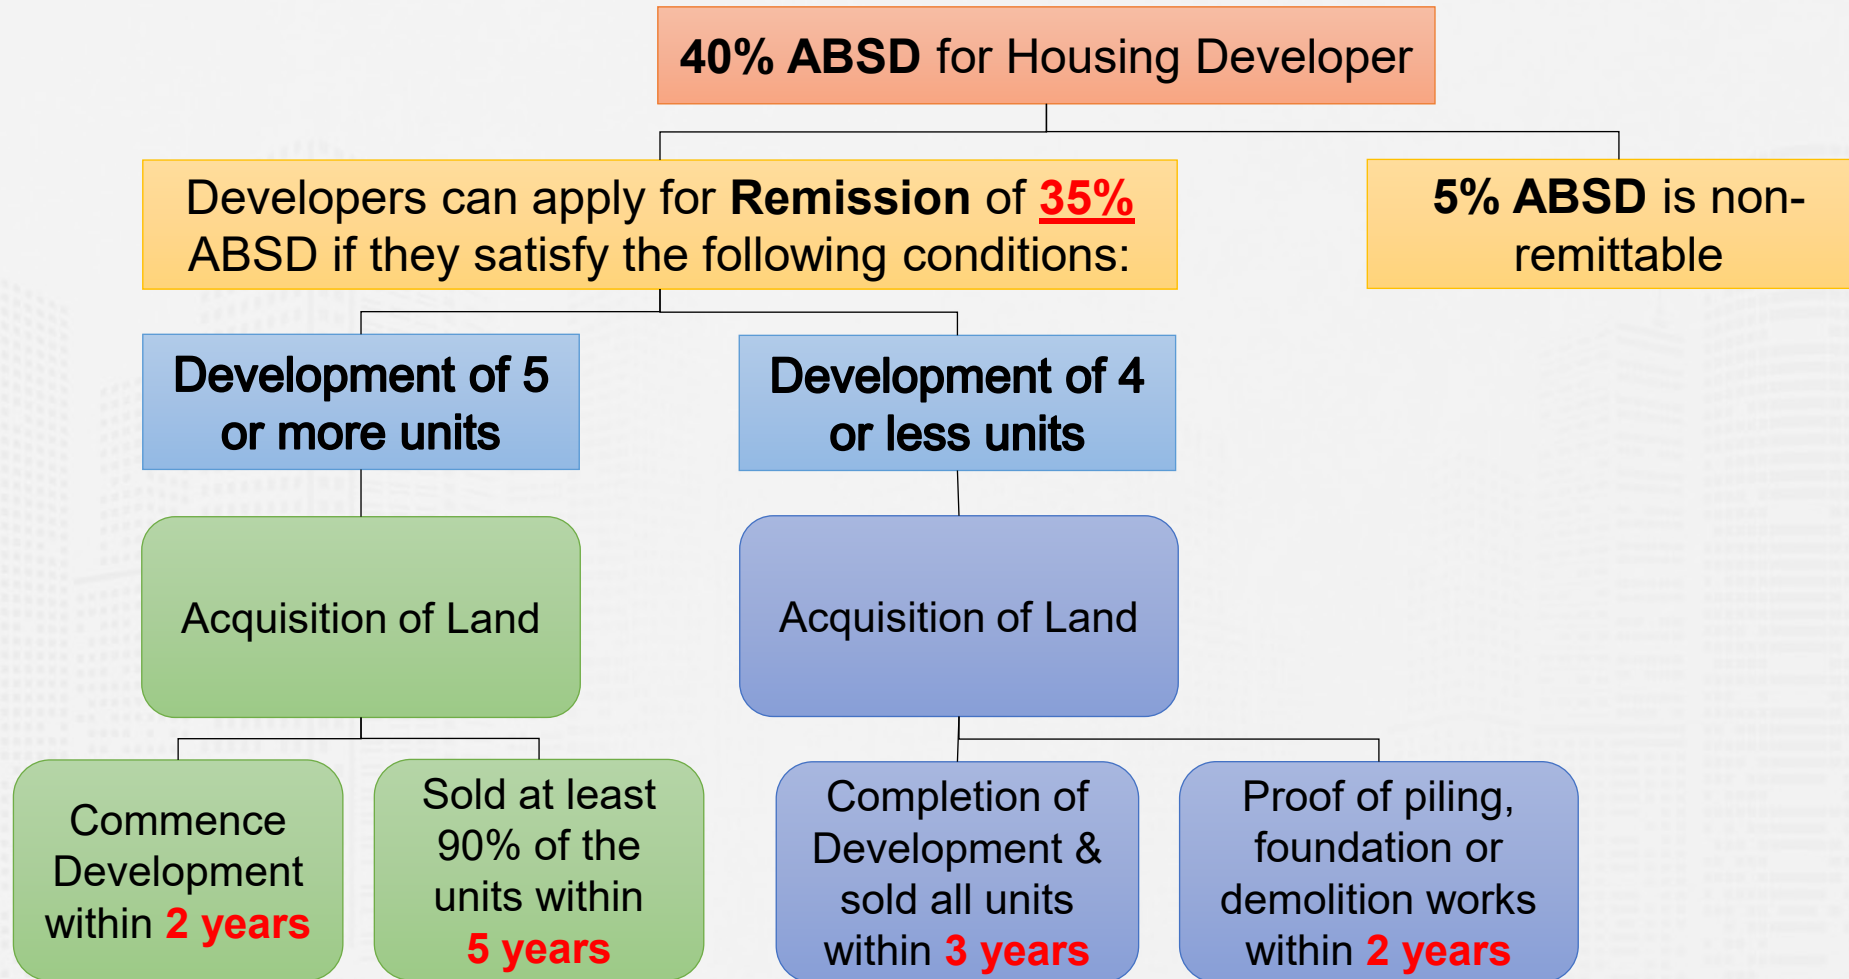 40% ABSD for Housing Developer
Developers can apply for Remission of 35%
ABSD if they satisfy the following conditions:
5% ABSD is non-
remittable
Development of 5
or more units
Development of 4
or less units
Acquisition of Land
Acquisition of Land
Commence
Development
within 2 years
Sold at least
90% of the
units within
5 years
Completion of
Development &
sold all units
within 3 years
Proof of piling,
foundation or
demolition works
within 2 years